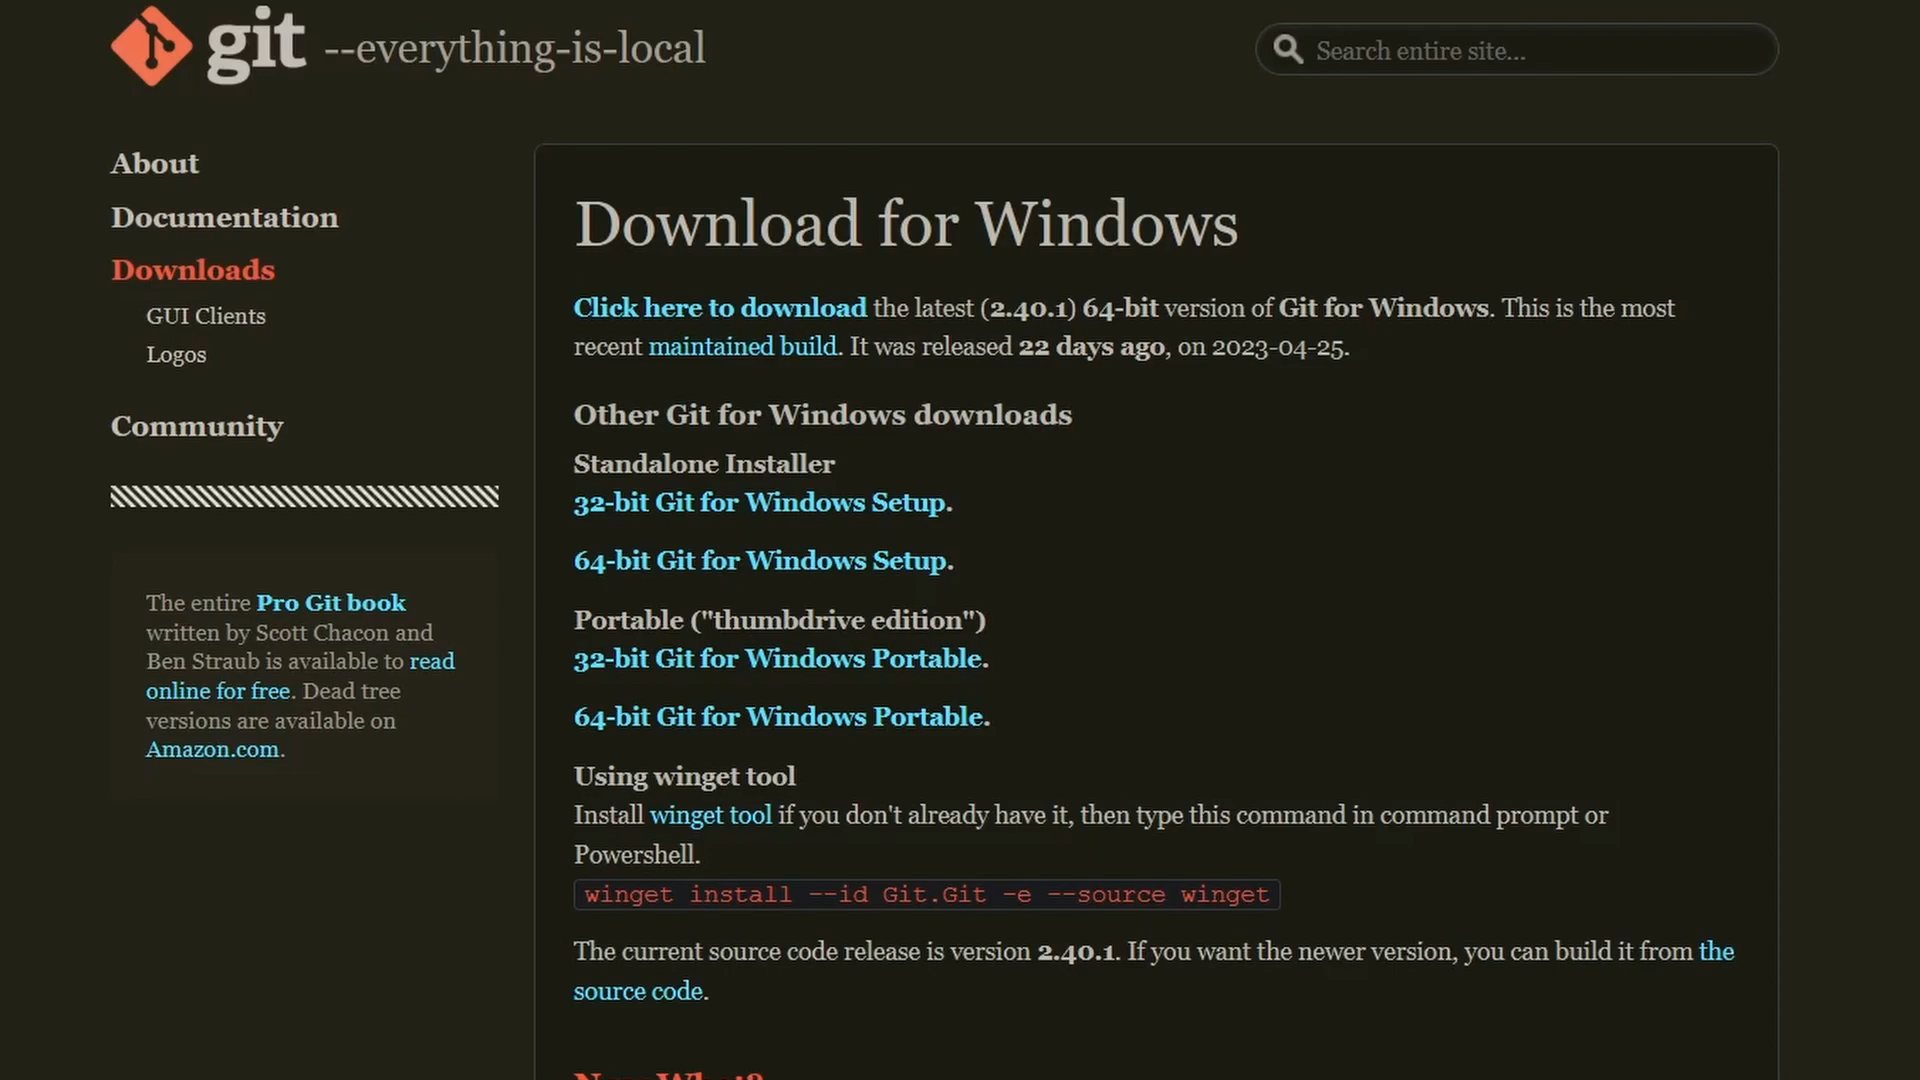 git --everything-is-local
Search entire site...
About
Documentation
Downloads
GUI Clients
Logos
Community
The entire Pro Git book
written by Scott Chacon and
Ben Straub is available to read
online for free. Dead tree
versions are available on
Amazon.com.
Download for Windows
Click here to download the latest (2.40.1) 64-bit version of Git for Windows. This is the most
recent maintained build. It was released 22 days ago, on 2023-04-25.
Other Git for Windows downloads
Standalone Installer
32-bit Git for Windows Setup.
64-bit Git for Windows Setup.
Portable ("thumbdrive edition")
32-bit Git for Windows Portable.
64-bit Git for Windows Portable.
Using winget tool
Install winget tool if you don't already have it, then type this command in command prompt or
Powershell.
winget install --id Git.Git -e --source winget
The current source code release is version 2.40.1. If you want the newer version, you can build it from the
source code.
Now What?